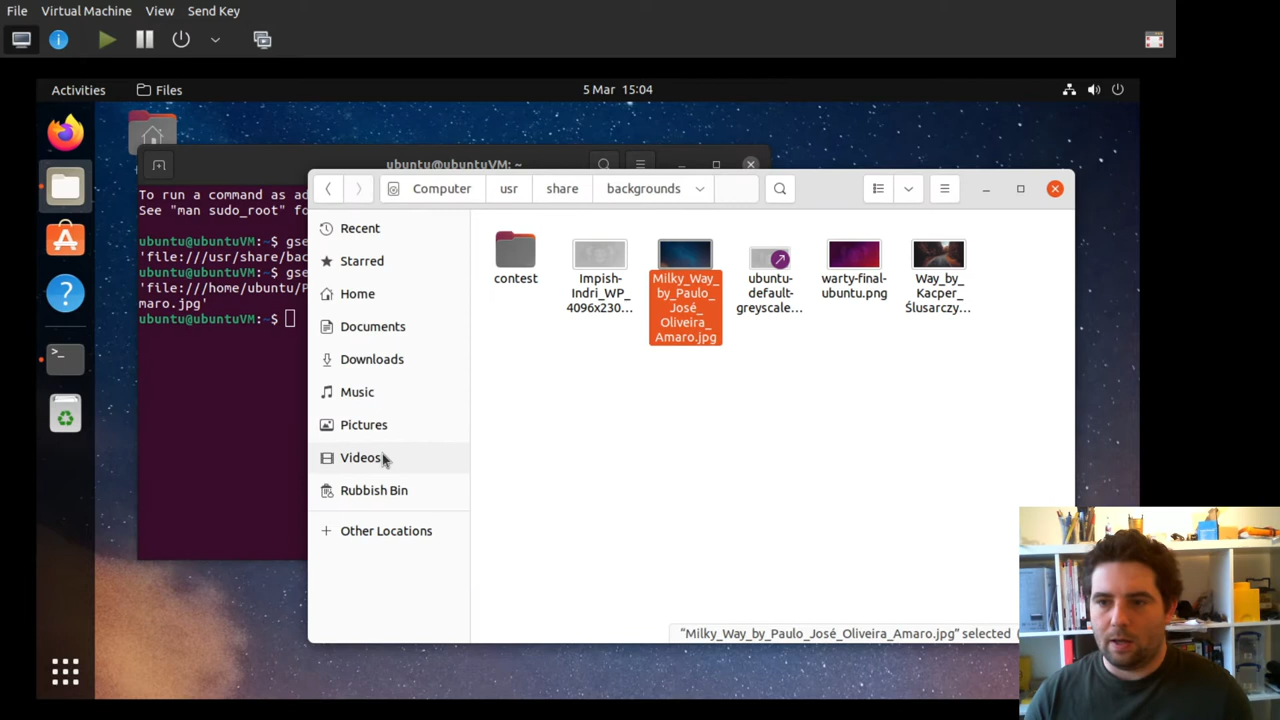 File Virtual Machine View Send Key
Activities Files 5 Mar 15:04
ubuntu@ubuntuVM: ~
To run a command as ad
See "man sudo_root" fo
ubuntu@ubuntuVM:~$ gse
'file:///usr/share/bac
ubuntu@ubuntuVM:~$ gse
'file:///home/ubuntu/P
maro.jpg'
ubuntu@ubuntuVM:~$
Computer usr share backgrounds
Recent
Starred
Home
Documents
Downloads
Music
Pictures
Videos
Rubbish Bin
Other Locations
contest
Impish-
Indri_WP_
4096x230...
Milky_Way_
by_Paulo_
José_
Oliveira_
Amaro.jpg
ubuntu-
default-
greyscale...
warty-final-
ubuntu.png
Way_by_
Kacper_
Ślusarczy...
"Milky_Way_by_Paulo_José_Oliveira_Amaro.jpg" selected (